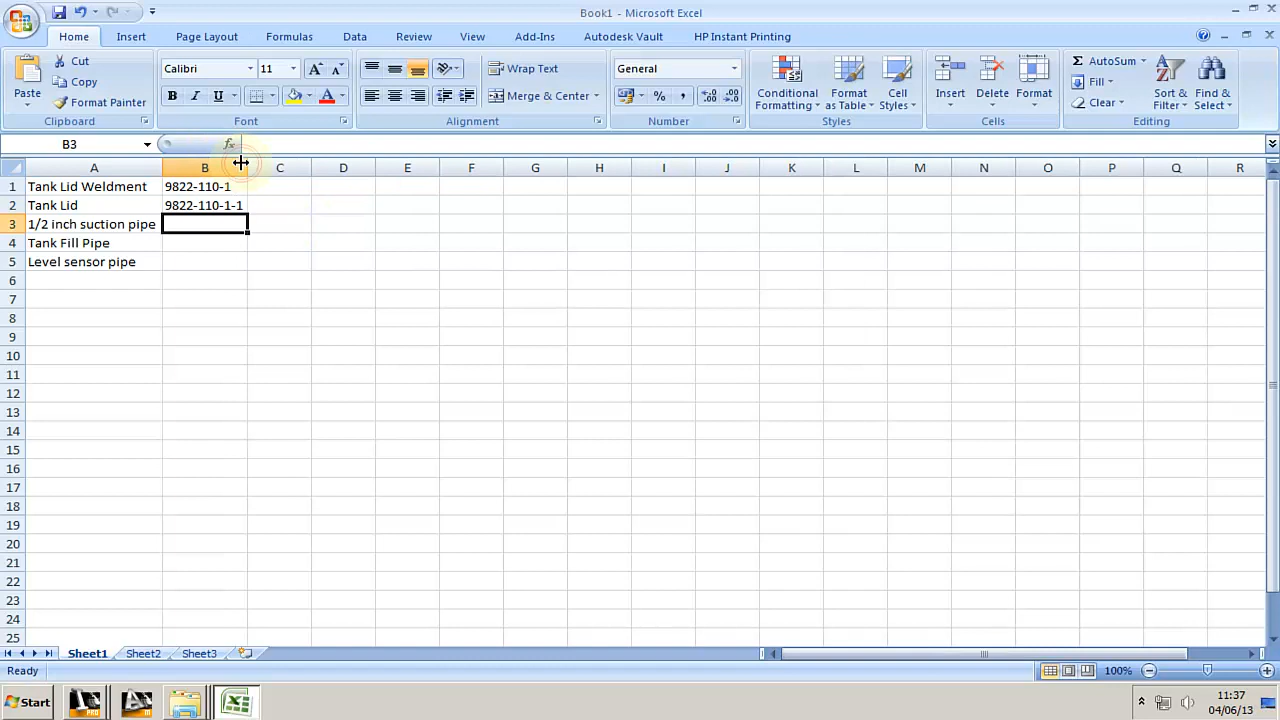 Book1 - Microsoft Excel
Home Insert Page Layout Formulas Data Review View Add-Ins Autodesk Vault HP Instant Printing
Paste Cut Copy Format Painter
Calibri 11 A A
B I U A
Wrap Text
Merge & Center
General
% , .00 .0
Conditional Formatting
Format as Table
Cell Styles
Insert Delete Format
Σ AutoSum
Fill
Clear
Sort & Filter
Find & Select
Clipboard Font Alignment Number Styles Cells Editing
B3 fx
A B C D E F G H I J K L M N O P Q R
1 Tank Lid Weldment 9822-110-1
2 Tank Lid 9822-110-1-1
3 1/2 inch suction pipe
4 Tank Fill Pipe
5 Level sensor pipe
6
7
8
9
10
11
12
13
14
15
16
17
18
19
20
21
22
23
24
25
Sheet1 Sheet2 Sheet3
Ready 100%
Start PRO 11:37
04/06/13